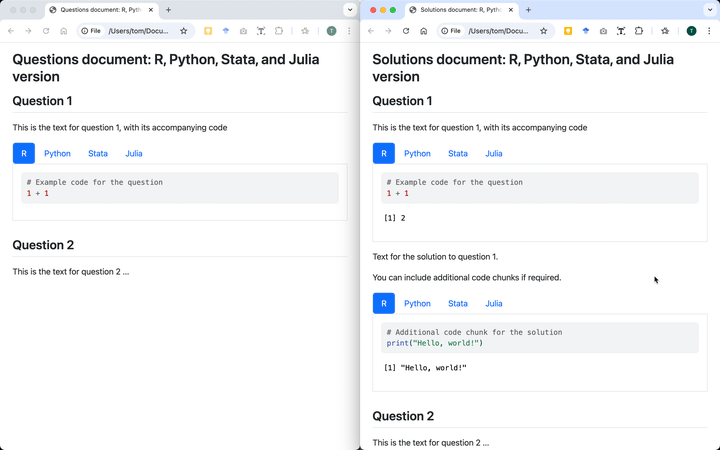 Questions document: R, Pyth
File
/Users/tom/Docu...
T
Questions document: R, Python, Stata, and Julia
version
Question 1
This is the text for question 1, with its accompanying code
R Python Stata Julia
# Example code for the question
1 + 1
Question 2
This is the text for question 2 ...
Solutions document: R, Pytho
File
/Users/tom/Docu...
T
Solutions document: R, Python, Stata, and Julia
version
Question 1
This is the text for question 1, with its accompanying code
R Python Stata Julia
# Example code for the question
1 + 1
[1] 2
Text for the solution to question 1.
You can include additional code chunks if required.
R Python Stata Julia
# Additional code chunk for the solution
print("Hello, world!")
[1] "Hello, world!"
Question 2
This is the text for question 2 ...